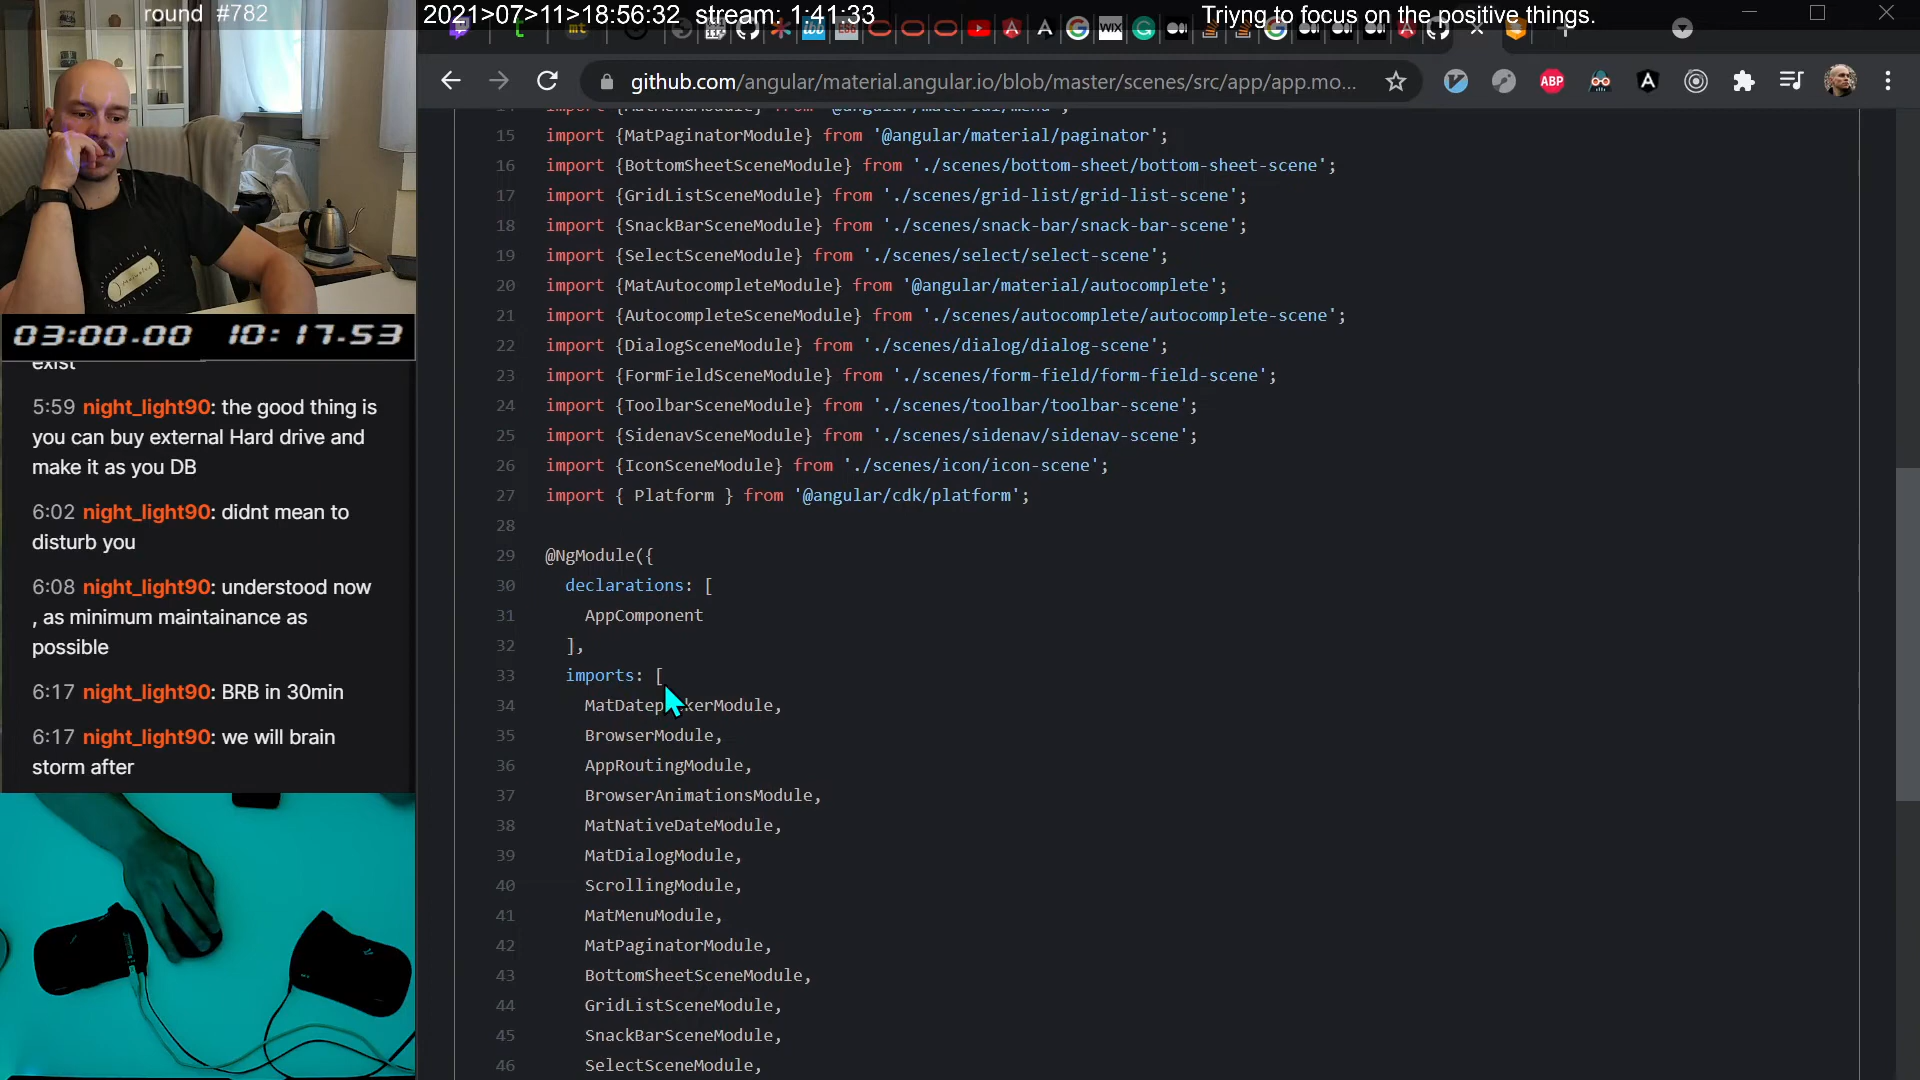 round #782
2021>07>11>18:56:32 stream: 1:41:33
Triyng to focus on the positive things.
github.com/angular/material.angular.io/blob/master/scenes/src/app/app.mo...
ABP
03:00.00 10:17.53
exist
5:59 night_light90: the good thing is
you can buy external Hard drive and
make it as you DB
6:02 night_light90: didnt mean to
disturb you
6:08 night_light90: understood now
, as minimum maintainance as
possible
6:17 night_light90: BRB in 30min
6:17 night_light90: we will brain
storm after
14 import {MatMenuModule} from '@angular/material/menu';
15 import {MatPaginatorModule} from '@angular/material/paginator';
16 import {BottomSheetSceneModule} from './scenes/bottom-sheet/bottom-sheet-scene';
17 import {GridListSceneModule} from './scenes/grid-list/grid-list-scene';
18 import {SnackBarSceneModule} from './scenes/snack-bar/snack-bar-scene';
19 import {SelectSceneModule} from './scenes/select/select-scene';
20 import {MatAutocompleteModule} from '@angular/material/autocomplete';
21 import {AutocompleteSceneModule} from './scenes/autocomplete/autocomplete-scene';
22 import {DialogSceneModule} from './scenes/dialog/dialog-scene';
23 import {FormFieldSceneModule} from './scenes/form-field/form-field-scene';
24 import {ToolbarSceneModule} from './scenes/toolbar/toolbar-scene';
25 import {SidenavSceneModule} from './scenes/sidenav/sidenav-scene';
26 import {IconSceneModule} from './scenes/icon/icon-scene';
27 import { Platform } from '@angular/cdk/platform';
28
29 @NgModule({
30 declarations: [
31 AppComponent
32 ],
33 imports: [
34 MatDatepickerModule,
35 BrowserModule,
36 AppRoutingModule,
37 BrowserAnimationsModule,
38 MatNativeDateModule,
39 MatDialogModule,
40 ScrollingModule,
41 MatMenuModule,
42 MatPaginatorModule,
43 BottomSheetSceneModule,
44 GridListSceneModule,
45 SnackBarSceneModule,
46 SelectSceneModule,